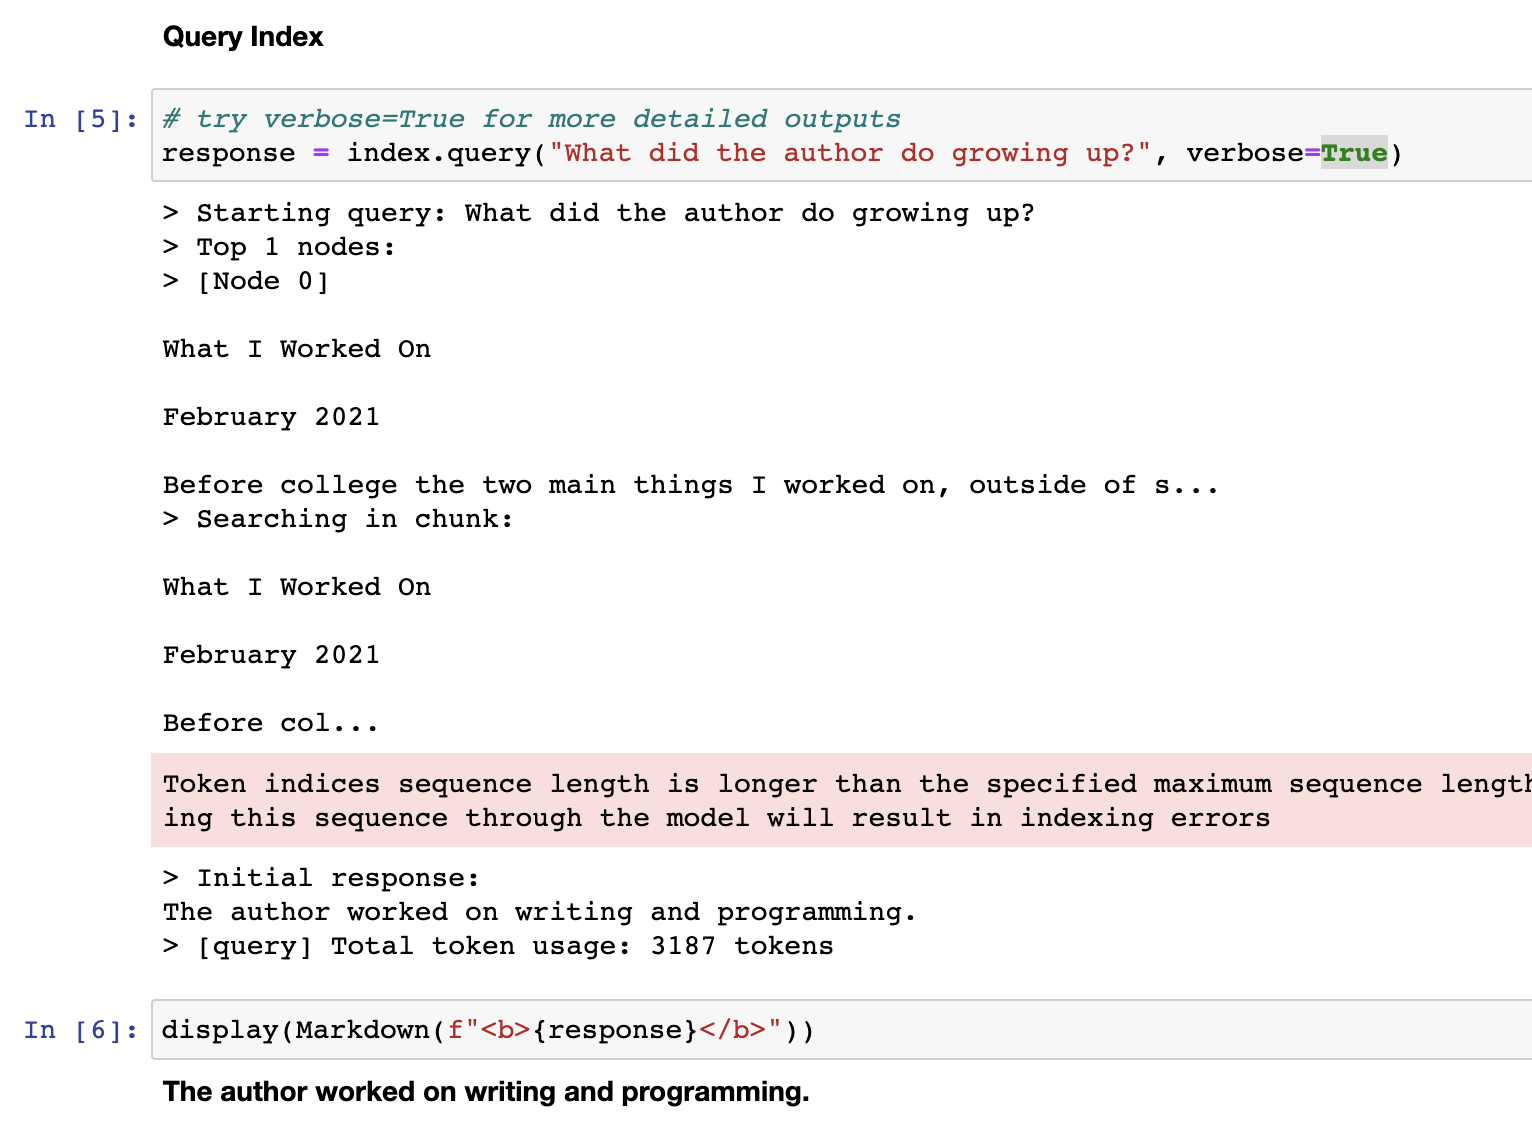 Query Index
In [5]:
# try verbose=True for more detailed outputs
response = index.query("What did the author do growing up?", verbose=True)
> Starting query: What did the author do growing up?
> Top 1 nodes:
> [Node 0]
What I Worked On
February 2021
Before college the two main things I worked on, outside of s...
> Searching in chunk:
What I Worked On
February 2021
Before col...
Token indices sequence length is longer than the specified maximum sequence length
ing this sequence through the model will result in indexing errors
> Initial response:
The author worked on writing and programming.
> [query] Total token usage: 3187 tokens
In [6]:
display(Markdown(f"<b>{response}</b>"))
The author worked on writing and programming.